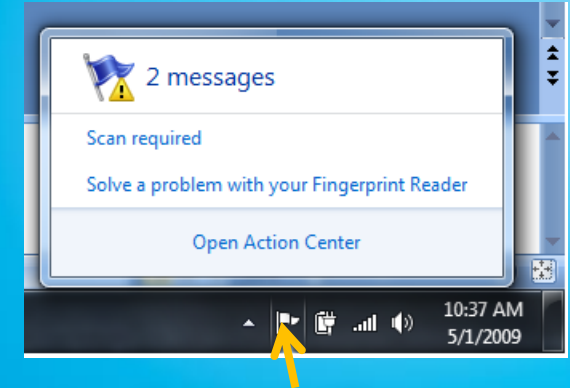 2 messages
Scan required
Solve a problem with your Fingerprint Reader
Open Action Center
10:37 AM
5/1/2009